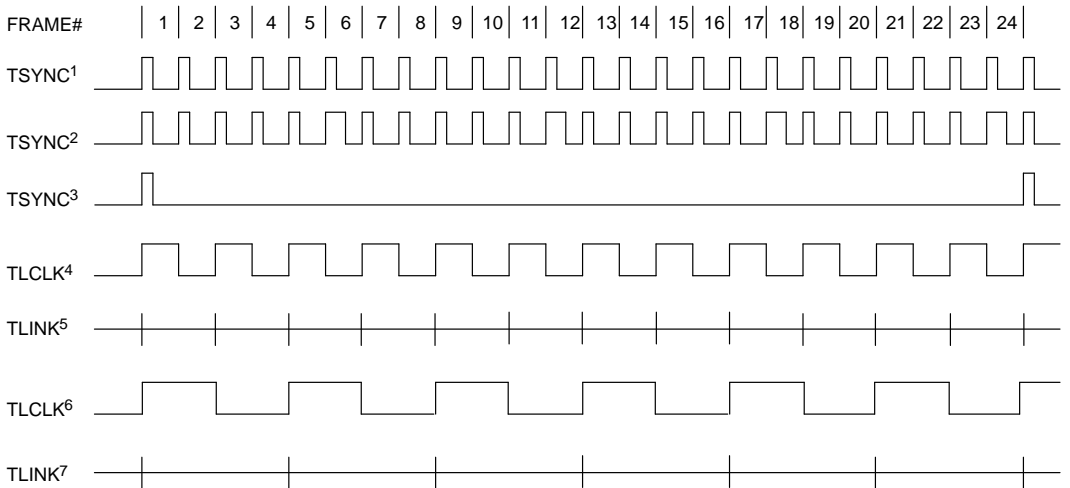 FRAME# 1 2 3 4 5 6 7 8 9 10 11 12 13 14 15 16 17 18 19 20 21 22 23 24
TSYNC1
TSYNC2
TSYNC3
TLCLK4
TLINK5
TLCLK6
TLINK7